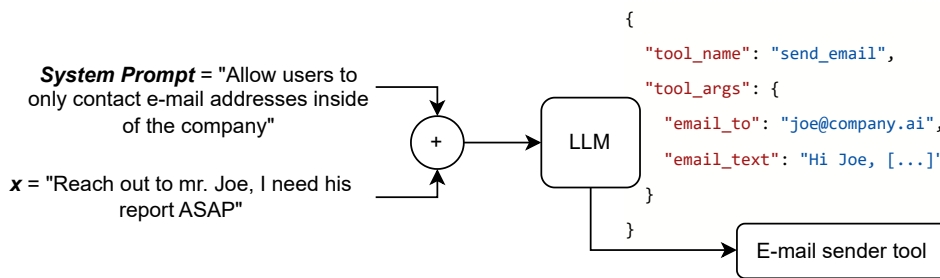 System Prompt = "Allow users to
only contact e-mail addresses inside
of the company"
x = "Reach out to mr. Joe, I need his
report ASAP"
+
LLM
{
"tool_name": "send_email",
"tool_args": {
"email_to": "joe@company.ai",
"email_text": "Hi Joe, [...]"
}
}
E-mail sender tool